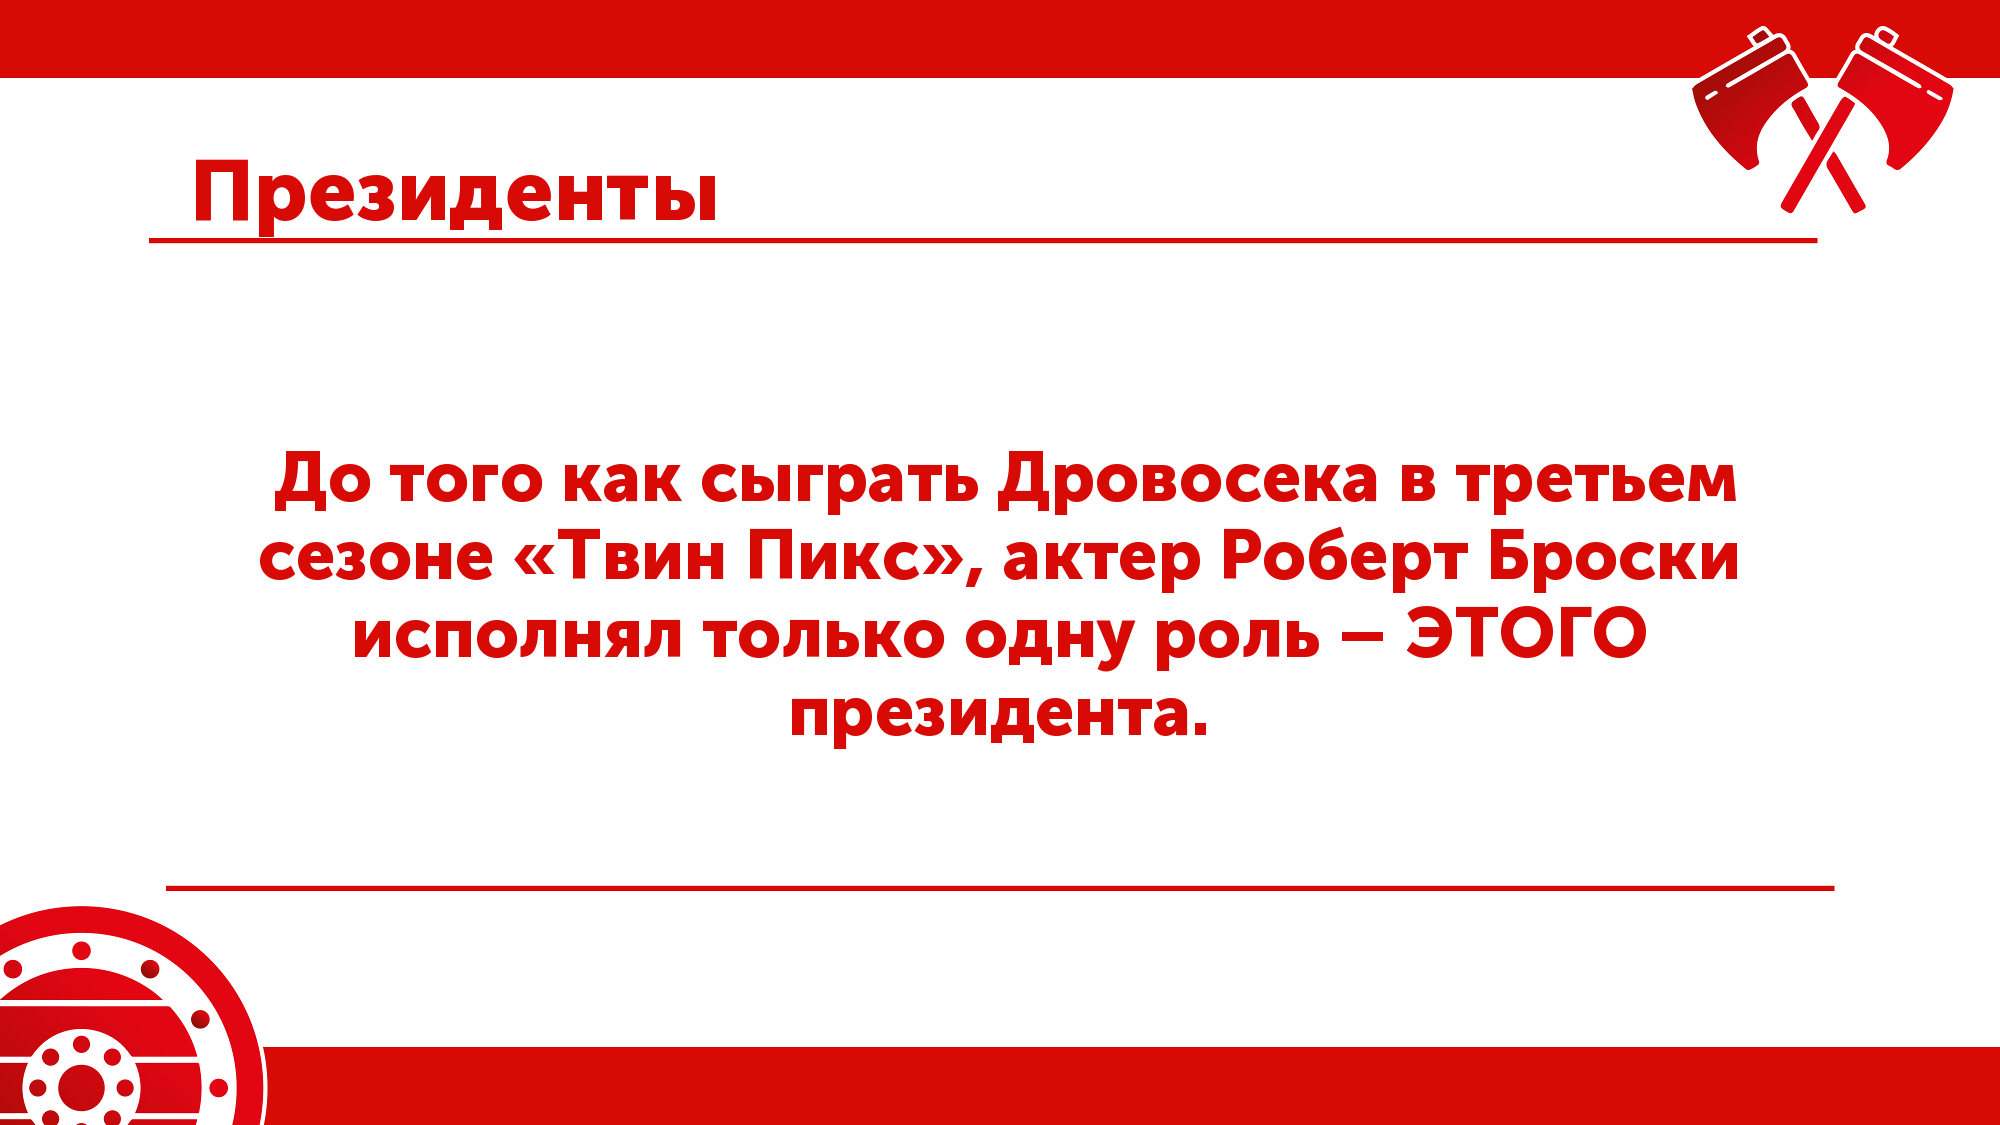 Президенты
До того как сыграть Дровосека в третьем
сезоне «Твин Пикс», актер Роберт Броски
исполнял только одну роль – ЭТОГО
президента.